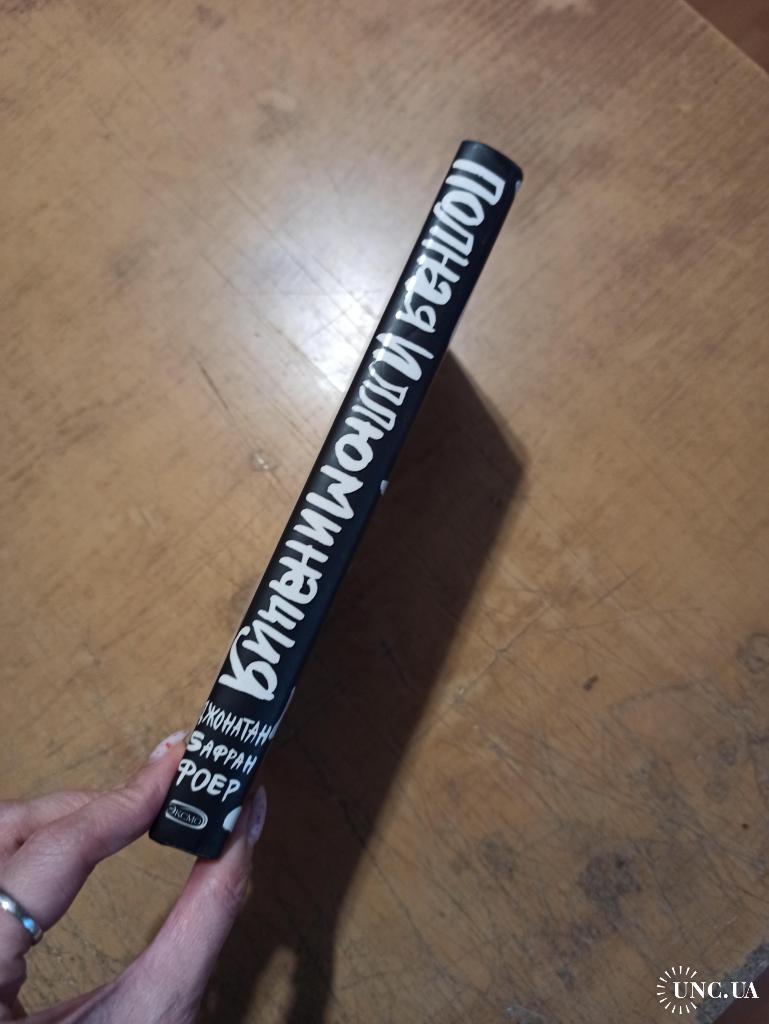 Полная Иллюминация
ДЖОНАТАН
САФРАН
ФОЕР
ЭКСМО
UNC.UA